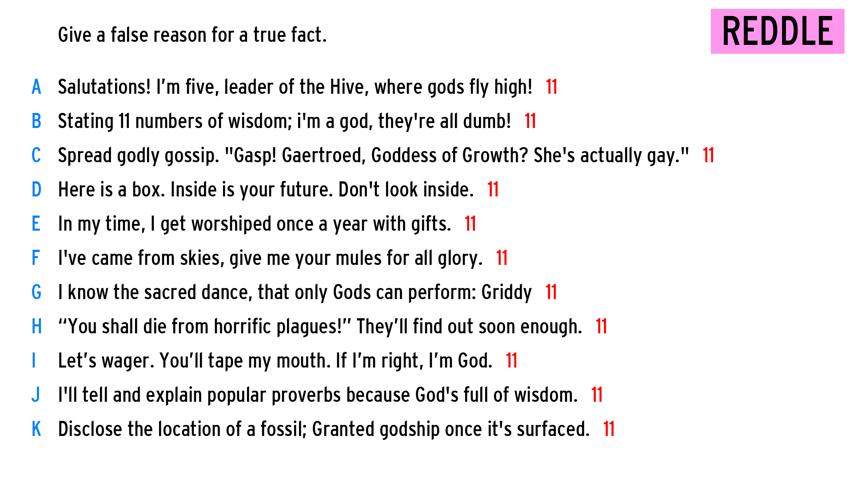 Give a false reason for a true fact.
REDDLE
A Salutations! I'm five, leader of the Hive, where gods fly high! 11
B Stating 11 numbers of wisdom; i'm a god, they're all dumb! 11
C Spread godly gossip. "Gasp! Gaertroed, Goddess of Growth? She's actually gay." 11
D Here is a box. Inside is your future. Don't look inside. 11
E In my time, I get worshiped once a year with gifts. 11
F I've came from skies, give me your mules for all glory. 11
G I know the sacred dance, that only Gods can perform: Griddy 11
H “You shall die from horrific plagues!” They’ll find out soon enough. 11
I Let’s wager. You’ll tape my mouth. If I’m right, I’m God. 11
J I'll tell and explain popular proverbs because God's full of wisdom. 11
K Disclose the location of a fossil; Granted godship once it's surfaced. 11